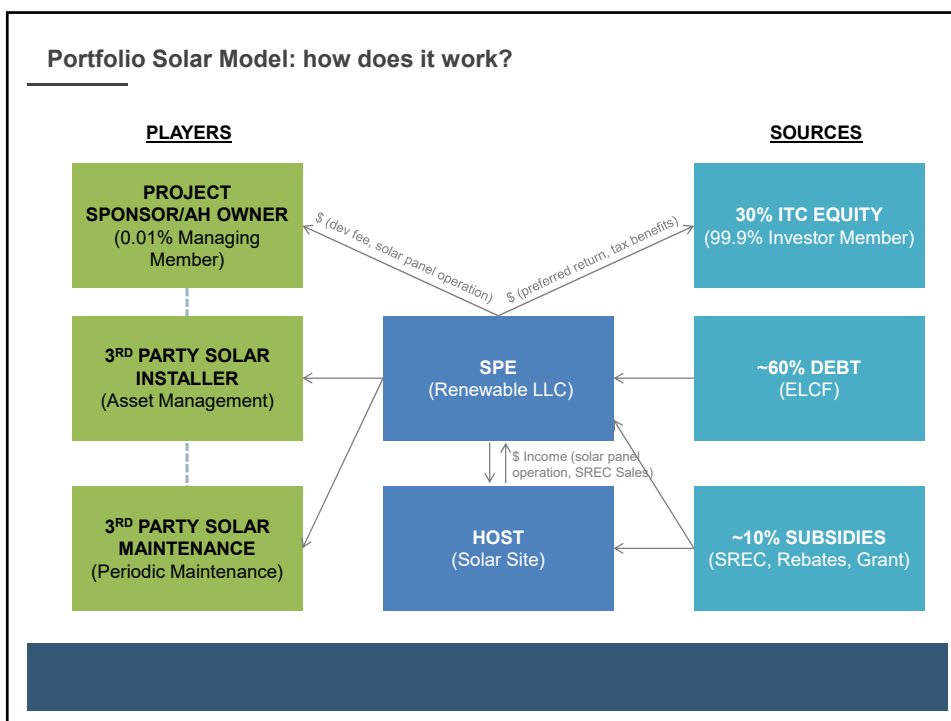 Portfolio Solar Model: how does it work?
PLAYERS
SOURCES
PROJECT
SPONSOR/AH OWNER
(0.01% Managing
Member)
$ (dev fee, solar panel operation)
$ (preferred return, tax benefits)
30% ITC EQUITY
(99.9% Investor Member)
3RD PARTY SOLAR
INSTALLER
(Asset Management)
SPE
(Renewable LLC)
~60% DEBT
(ELCF)
$ Income (solar panel
operation, SREC Sales)
3RD PARTY SOLAR
MAINTENANCE
(Periodic Maintenance)
HOST
(Solar Site)
~10% SUBSIDIES
(SREC, Rebates, Grant)